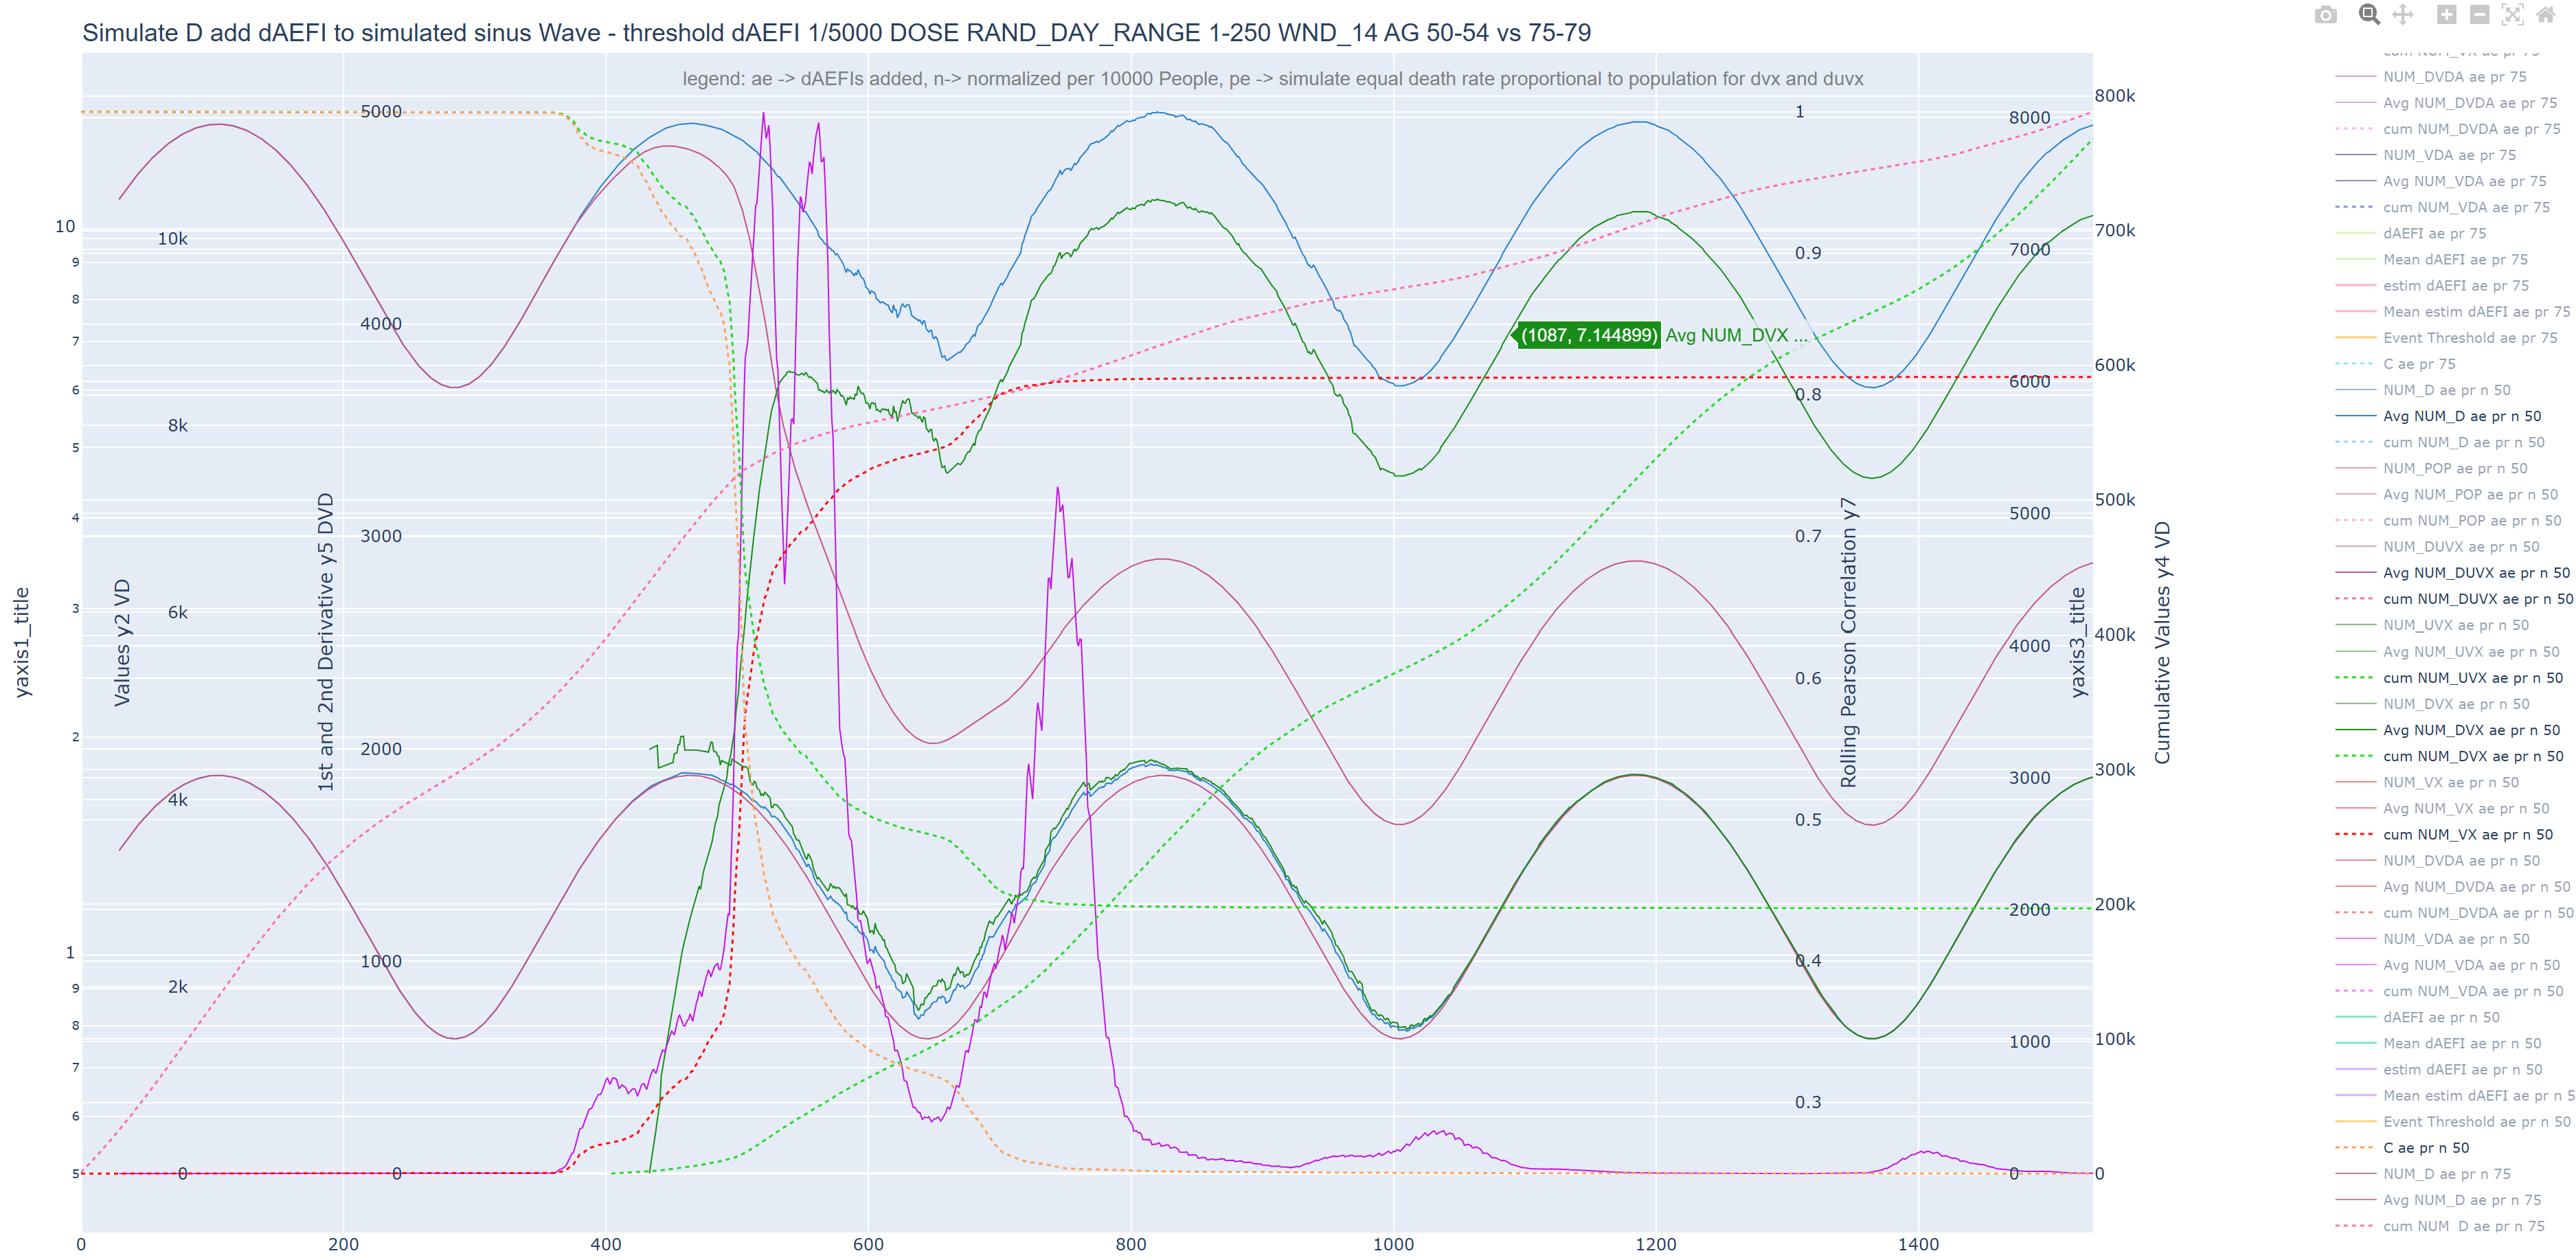 Simulate D add dAEFI to simulated sinus Wave - threshold dAEFI 1/5000 DOSE RAND_DAY_RANGE 1-250 WND_14 AG 50-54 vs 75-79
legend: ae -> dAEFIs added, n-> normalized per 10000 People, pe -> simulate equal death rate proportional to population for dvx and duvx
yaxis1_title
10
9
8
7
6
5
4
3
2
1
9
8
7
6
5
Values y2 VD
10k
8k
6k
4k
2k
0
1st and 2nd Derivative y5 DVD
5000
4000
3000
2000
1000
0
(1087, 7.144899) Avg NUM_DVX ...
Rolling Pearson Correlation y7
1
0.9
0.8
0.7
0.6
0.5
0.4
0.3
yaxis3_title
8000
7000
6000
5000
4000
3000
2000
1000
0
Cumulative Values y4 VD
800k
700k
600k
500k
400k
300k
200k
100k
0
0
200
400
600
800
1000
1200
1400
cum NUM_VX ae pr 75
NUM_DVDA ae pr 75
Avg NUM_DVDA ae pr 75
cum NUM_DVDA ae pr 75
NUM_VDA ae pr 75
Avg NUM_VDA ae pr 75
cum NUM_VDA ae pr 75
dAEFI ae pr 75
Mean dAEFI ae pr 75
estim dAEFI ae pr 75
Mean estim dAEFI ae pr 75
Event Threshold ae pr 75
C ae pr 75
NUM_D ae pr n 50
Avg NUM_D ae pr n 50
cum NUM_D ae pr n 50
NUM_POP ae pr n 50
Avg NUM_POP ae pr n 50
cum NUM_POP ae pr n 50
NUM_DUVX ae pr n 50
Avg NUM_DUVX ae pr n 50
cum NUM_DUVX ae pr n 50
NUM_UVX ae pr n 50
Avg NUM_UVX ae pr n 50
cum NUM_UVX ae pr n 50
NUM_DVX ae pr n 50
Avg NUM_DVX ae pr n 50
cum NUM_DVX ae pr n 50
NUM_VX ae pr n 50
Avg NUM_VX ae pr n 50
cum NUM_VX ae pr n 50
NUM_DVDA ae pr n 50
Avg NUM_DVDA ae pr n 50
cum NUM_DVDA ae pr n 50
NUM_VDA ae pr n 50
Avg NUM_VDA ae pr n 50
cum NUM_VDA ae pr n 50
dAEFI ae pr n 50
Mean dAEFI ae pr n 50
estim dAEFI ae pr n 50
Mean estim dAEFI ae pr n 5
Event Threshold ae pr n 50
C ae pr n 50
NUM_D ae pr n 75
Avg NUM_D ae pr n 75
cum NUM_D ae pr n 75